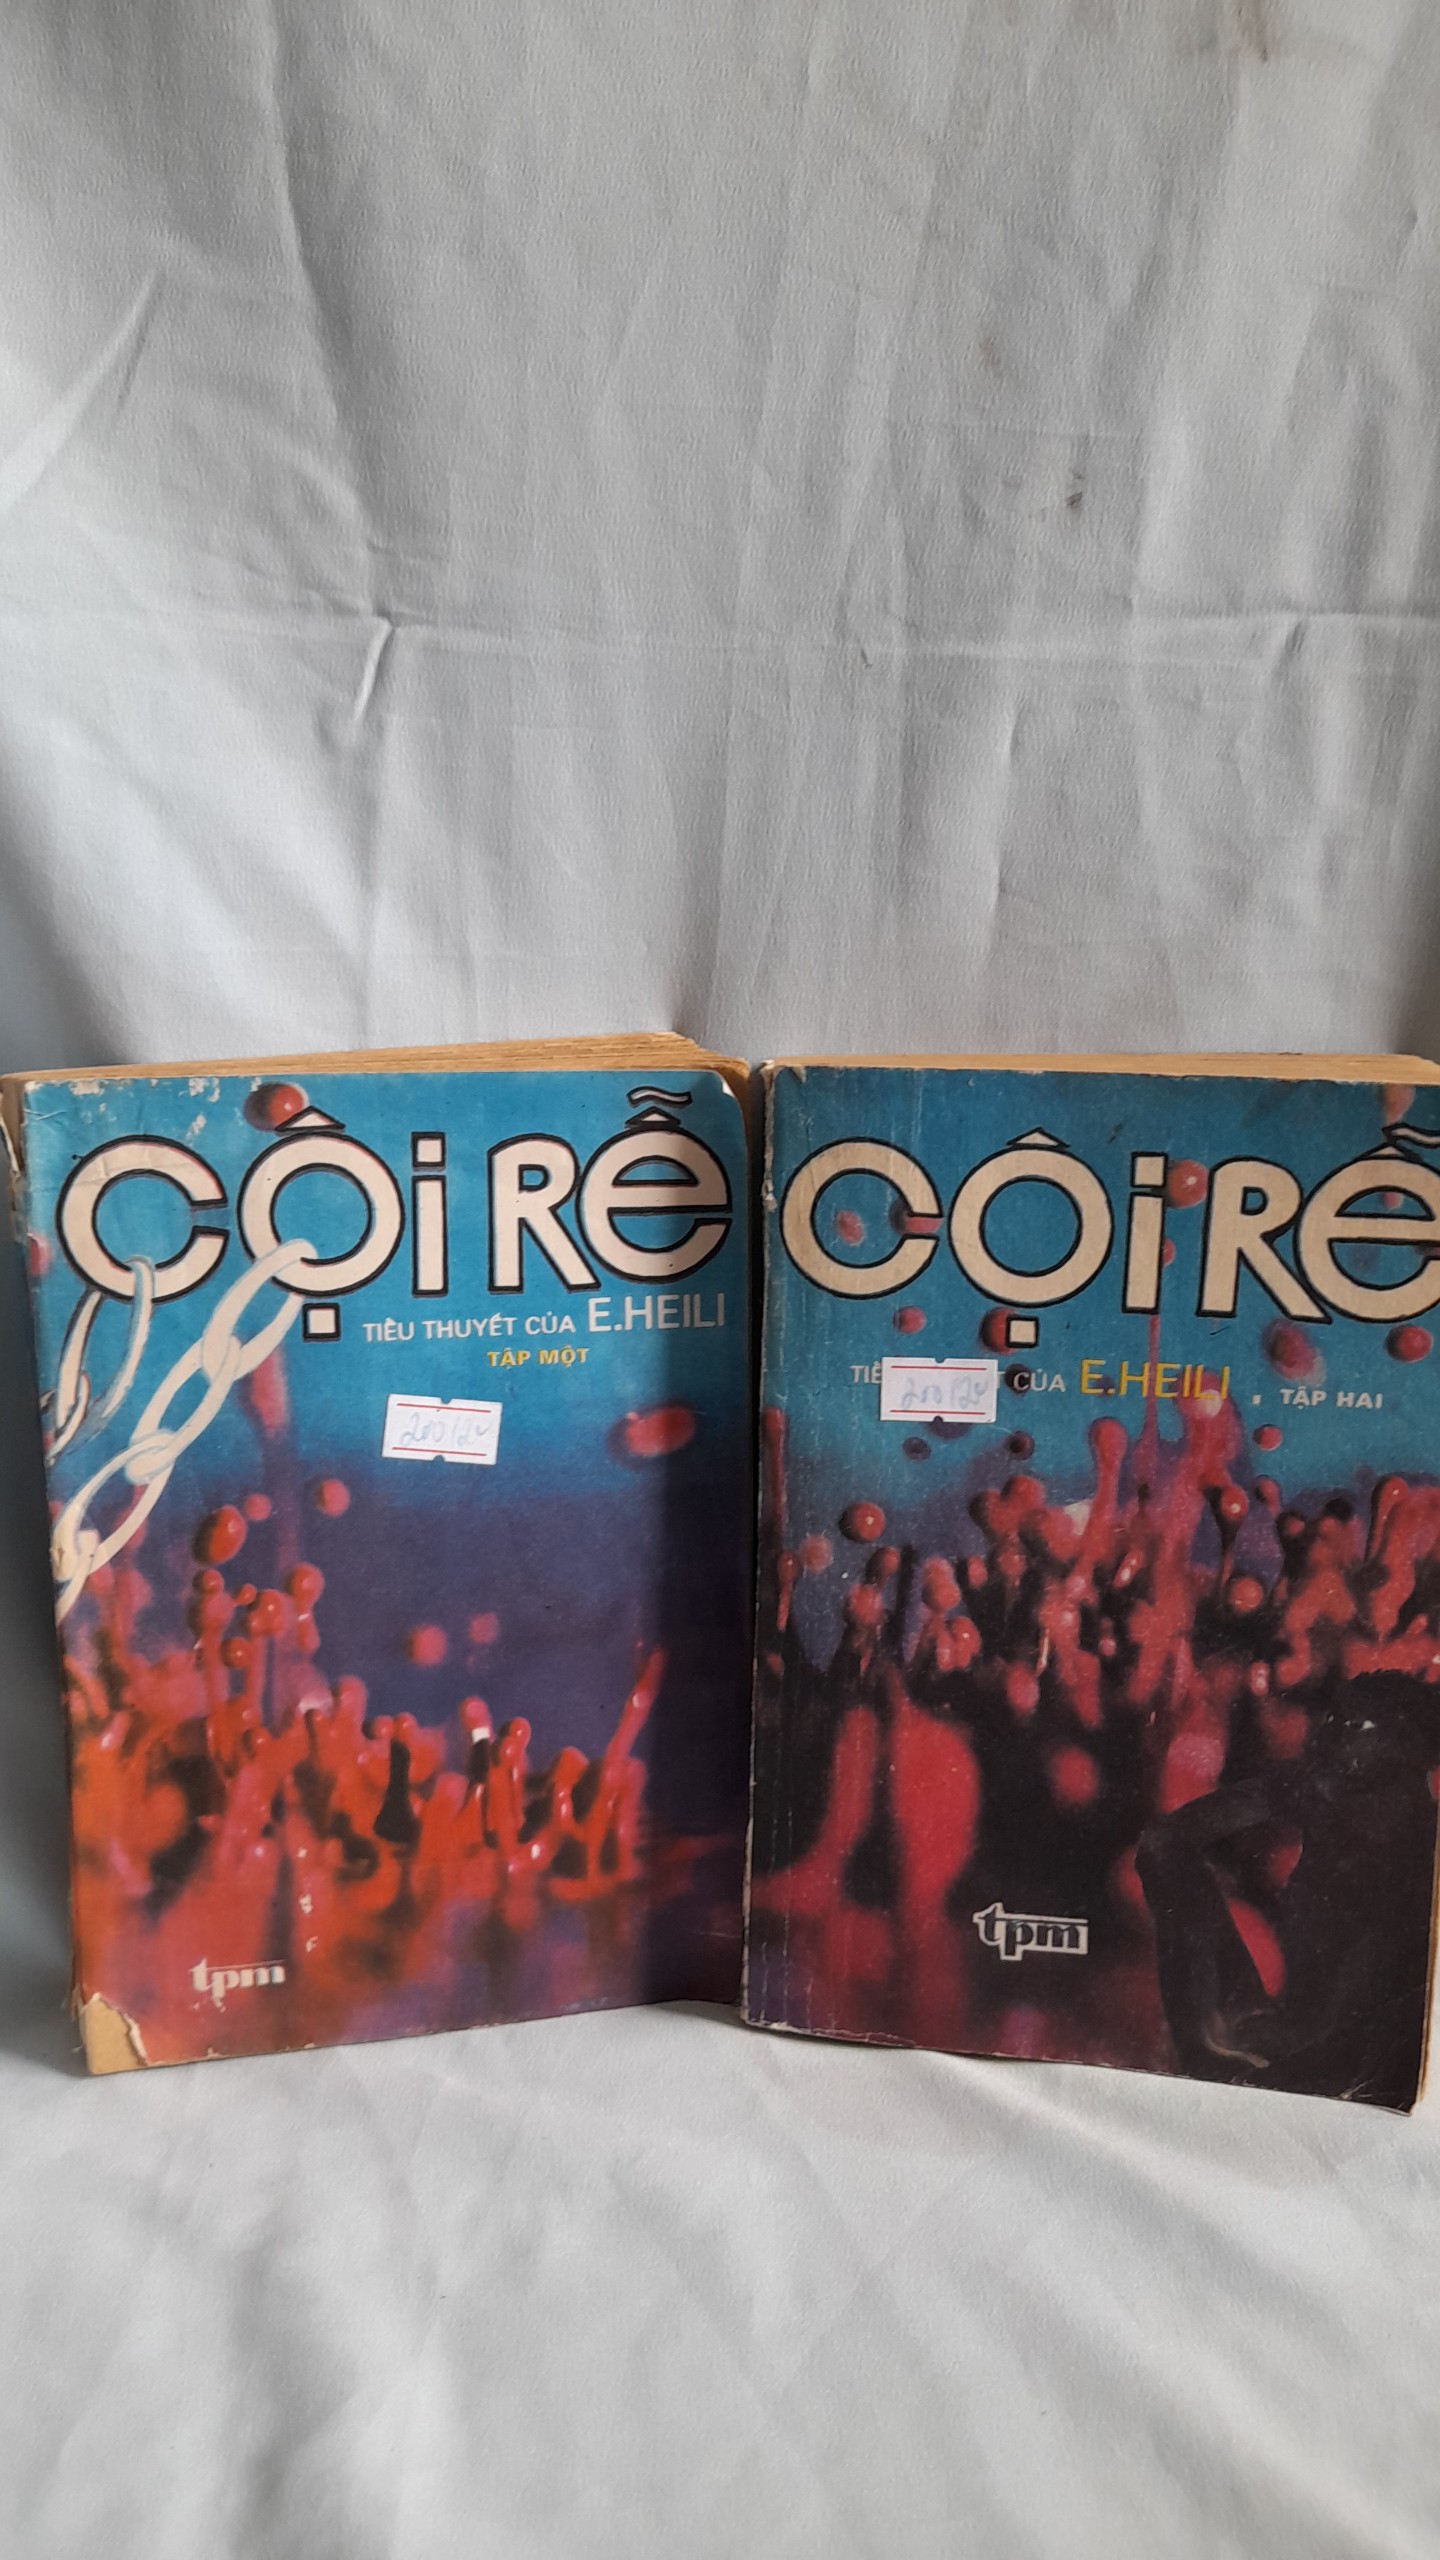 CỘI RỄ
TIỂU THUYẾT CỦA E.HEILI
TẬP MỘT
tpm
CỘI RỄ
CỦA E.HEILI, TẬP HAI
tpm